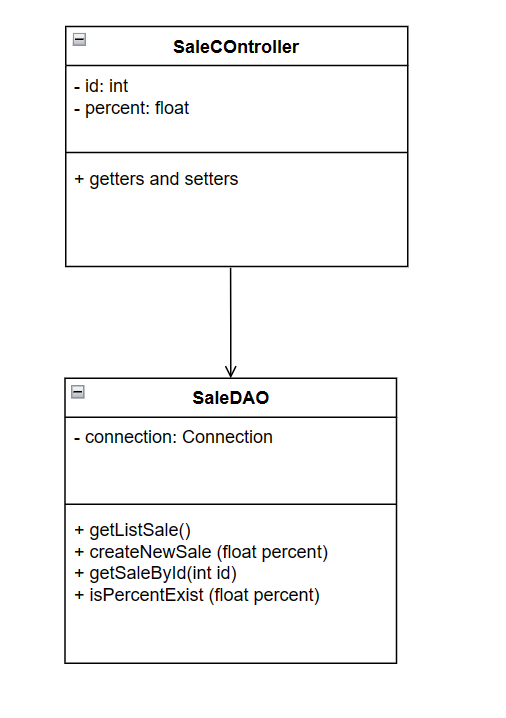 SaleCOntroller
- id: int
- percent: float
+ getters and setters
SaleDAO
- connection: Connection
+ getListSale()
+ createNewSale (float percent)
+ getSaleById(int id)
+ isPercentExist (float percent)